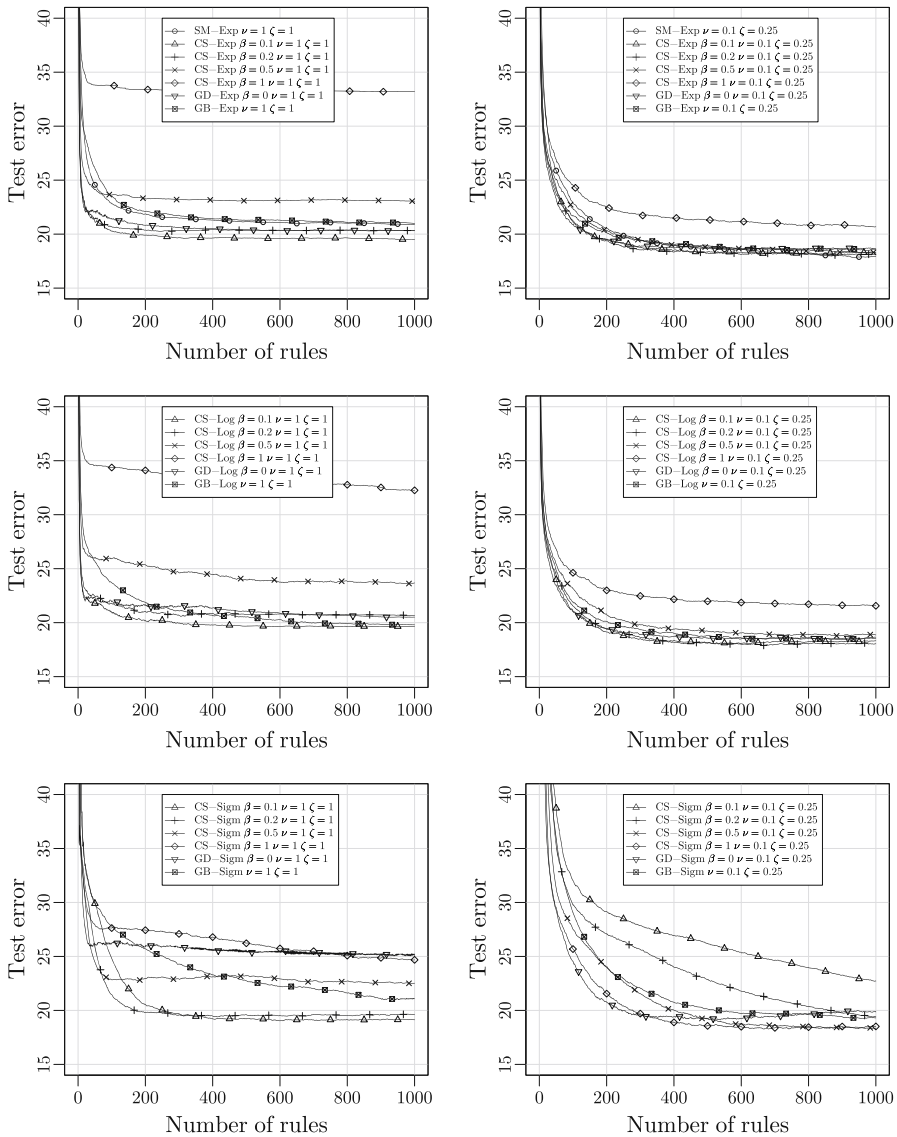 SM−Exp ν = 1 ζ = 1
CS−Exp β = 0.1 ν = 1 ζ = 1
CS−Exp β = 0.2 ν = 1 ζ = 1
CS−Exp β = 0.5 ν = 1 ζ = 1
CS−Exp β = 1 ν = 1 ζ = 1
GD−Exp β = 0 ν = 1 ζ = 1
GB−Exp ν = 1 ζ = 1
Test error
15 20 25 30 35 40
0 200 400 600 800 1000
Number of rules
SM−Exp ν = 0.1 ζ = 0.25
CS−Exp β = 0.1 ν = 0.1 ζ = 0.25
CS−Exp β = 0.2 ν = 0.1 ζ = 0.25
CS−Exp β = 0.5 ν = 0.1 ζ = 0.25
CS−Exp β = 1 ν = 0.1 ζ = 0.25
GD−Exp β = 0 ν = 0.1 ζ = 0.25
GB−Exp ν = 0.1 ζ = 0.25
Test error
15 20 25 30 35 40
0 200 400 600 800 1000
Number of rules
CS−Log β = 0.1 ν = 1 ζ = 1
CS−Log β = 0.2 ν = 1 ζ = 1
CS−Log β = 0.5 ν = 1 ζ = 1
CS−Log β = 1 ν = 1 ζ = 1
GD−Log β = 0 ν = 1 ζ = 1
GB−Log ν = 1 ζ = 1
Test error
15 20 25 30 35 40
0 200 400 600 800 1000
Number of rules
CS−Log β = 0.1 ν = 0.1 ζ = 0.25
CS−Log β = 0.2 ν = 0.1 ζ = 0.25
CS−Log β = 0.5 ν = 0.1 ζ = 0.25
CS−Log β = 1 ν = 0.1 ζ = 0.25
GD−Log β = 0 ν = 0.1 ζ = 0.25
GB−Log ν = 0.1 ζ = 0.25
Test error
15 20 25 30 35 40
0 200 400 600 800 1000
Number of rules
CS−Sigm β = 0.1 ν = 1 ζ = 1
CS−Sigm β = 0.2 ν = 1 ζ = 1
CS−Sigm β = 0.5 ν = 1 ζ = 1
CS−Sigm β = 1 ν = 1 ζ = 1
GD−Sigm β = 0 ν = 1 ζ = 1
GB−Sigm ν = 1 ζ = 1
Test error
15 20 25 30 35 40
0 200 400 600 800 1000
Number of rules
CS−Sigm β = 0.1 ν = 0.1 ζ = 0.25
CS−Sigm β = 0.2 ν = 0.1 ζ = 0.25
CS−Sigm β = 0.5 ν = 0.1 ζ = 0.25
CS−Sigm β = 1 ν = 0.1 ζ = 0.25
GD−Sigm β = 0 ν = 0.1 ζ = 0.25
GB−Sigm ν = 0.1 ζ = 0.25
Test error
15 20 25 30 35 40
0 200 400 600 800 1000
Number of rules